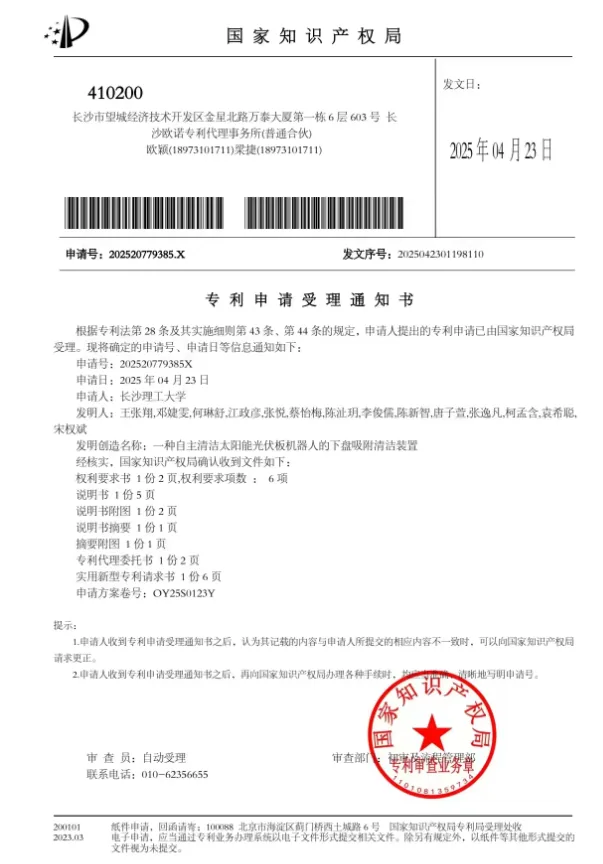 国家知识产权局
410200
长沙市望城经济技术开发区金星北路万泰大厦第一栋6层603号 长
沙欧诺专利代理事务所(普通合伙)
欧颖(18973101711)梁捷(18973101711)
发文日：
2025年04月23日
申请号：202520779385.X
发文序号：2025042301198110
专利申请受理通知书
根据专利法第28条及其实施细则第43条、第44条的规定，申请人提出的专利申请已由国家知识产权局
受理。现将确定的申请号、申请日等信息通知如下：
申请号：202520779385X
申请日：2025年04月23日
申请人：长沙理工大学
发明人：王张翔,邓婕雯,何琳舒,江政彦,张悦,蔡怡梅,陈沚玥,李俊儒,陈新智,唐子萱,张逸凡,柯孟含,袁希聪,
宋权斌
发明创造名称：一种自主清洁太阳能光伏板机器人的下盘吸附清洁装置
经核实，国家知识产权局确认收到文件如下：
权利要求书 1份2页,权利要求项数 ： 6项
说明书 1份5页
说明书附图 1份2页
说明书摘要 1份1页
摘要附图 1份1页
专利代理委托书 1份2页
实用新型专利请求书 1份6页
申请方案卷号：OY25S0123Y
提示：
1.申请人收到专利申请受理通知书之后，认为其记载的内容与申请人所提交的相应内容不一致时，可以向国家知识产权局
请求更正。
2.申请人收到专利申请受理通知书之后，再向国家知识产权局办理各种手续时，均应当准确、清晰地写明申请号。
国家知识产权局
专利审查业务章
1101081359734
审 查 员：自动受理
审查部门：初审及流程管理部
联系电话：010-62356655
200101
2023.03
纸件申请，回函请寄：100088 北京市海淀区蓟门桥西土城路6号 国家知识产权局专利局受理处收
电子申请，应当通过专利业务办理系统以电子文件形式提交相关文件。除另有规定外，以纸件等其他形式提交的
文件视为未提交。